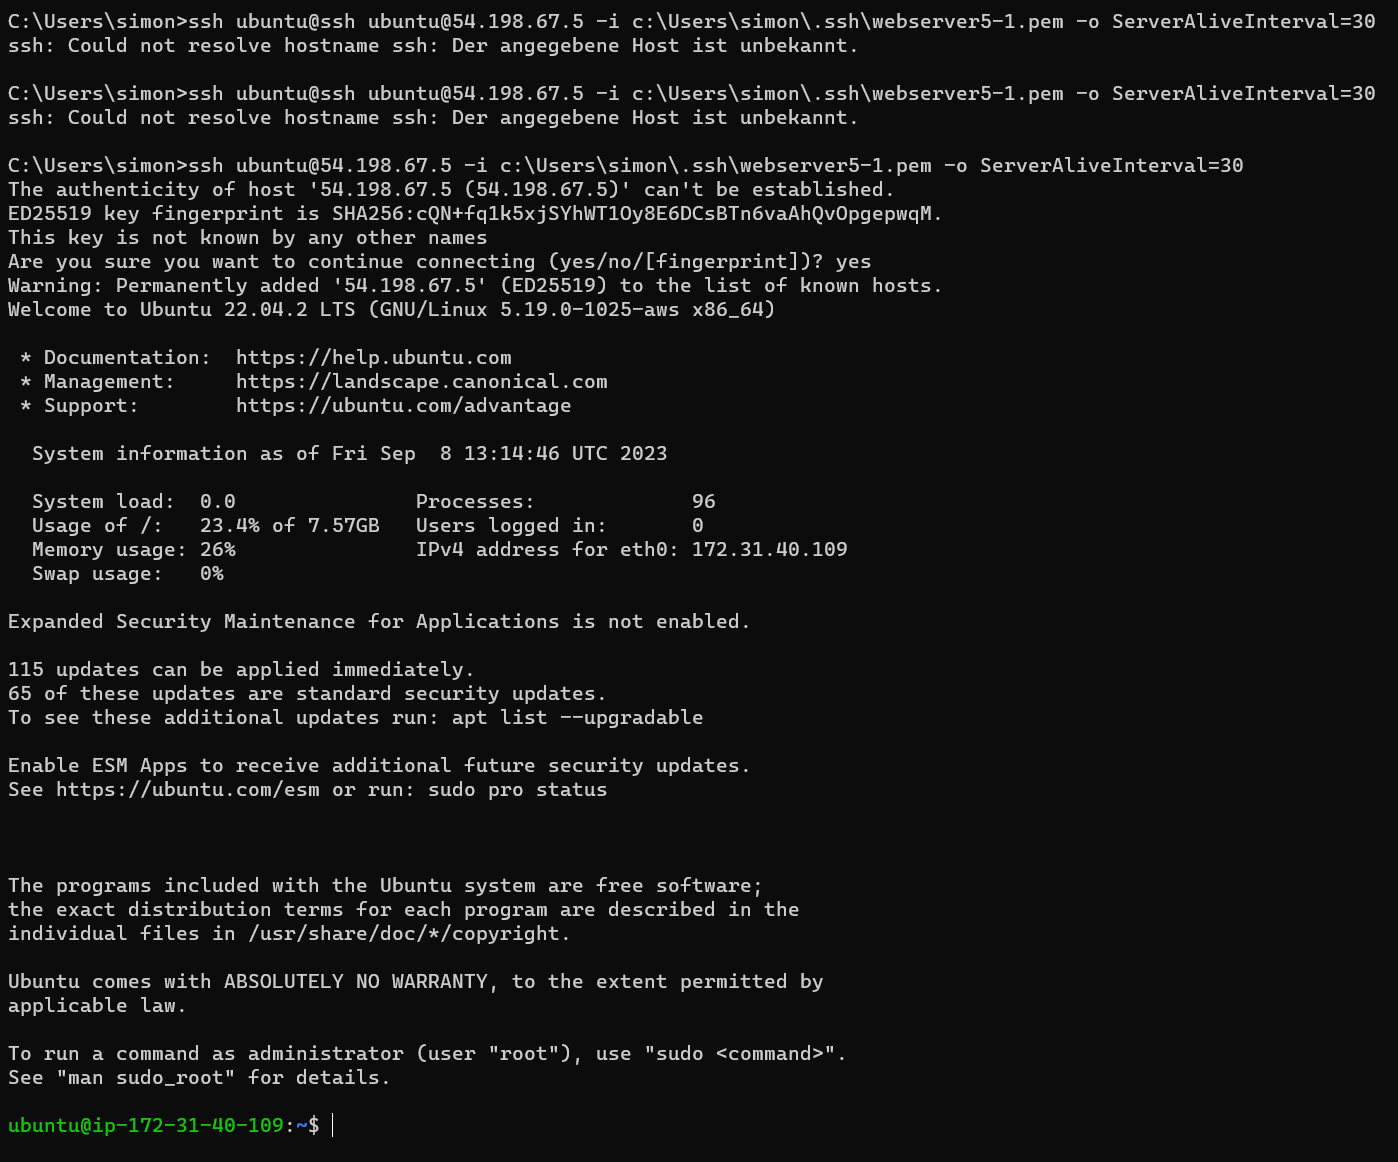 C:\Users\simon>ssh ubuntu@ssh ubuntu@54.198.67.5 -i c:\Users\simon\.ssh\webserver5-1.pem -o ServerAliveInterval=30
ssh: Could not resolve hostname ssh: Der angegebene Host ist unbekannt.

C:\Users\simon>ssh ubuntu@ssh ubuntu@54.198.67.5 -i c:\Users\simon\.ssh\webserver5-1.pem -o ServerAliveInterval=30
ssh: Could not resolve hostname ssh: Der angegebene Host ist unbekannt.

C:\Users\simon>ssh ubuntu@54.198.67.5 -i c:\Users\simon\.ssh\webserver5-1.pem -o ServerAliveInterval=30
The authenticity of host '54.198.67.5 (54.198.67.5)' can't be established.
ED25519 key fingerprint is SHA256:cQN+fq1k5xjSYhWT1Oy8E6DCsBTn6vaAhQvOpgepwqM.
This key is not known by any other names
Are you sure you want to continue connecting (yes/no/[fingerprint])? yes
Warning: Permanently added '54.198.67.5' (ED25519) to the list of known hosts.
Welcome to Ubuntu 22.04.2 LTS (GNU/Linux 5.19.0-1025-aws x86_64)

 * Documentation:  https://help.ubuntu.com
 * Management:     https://landscape.canonical.com
 * Support:        https://ubuntu.com/advantage

  System information as of Fri Sep  8 13:14:46 UTC 2023

  System load:  0.0               Processes:             96
  Usage of /:   23.4% of 7.57GB   Users logged in:       0
  Memory usage: 26%               IPv4 address for eth0: 172.31.40.109
  Swap usage:   0%

Expanded Security Maintenance for Applications is not enabled.

115 updates can be applied immediately.
65 of these updates are standard security updates.
To see these additional updates run: apt list --upgradable

Enable ESM Apps to receive additional future security updates.
See https://ubuntu.com/esm or run: sudo pro status

The programs included with the Ubuntu system are free software;
the exact distribution terms for each program are described in the
individual files in /usr/share/doc/*/copyright.

Ubuntu comes with ABSOLUTELY NO WARRANTY, to the extent permitted by
applicable law.

To run a command as administrator (user "root"), use "sudo <command>".
See "man sudo_root" for details.

ubuntu@ip-172-31-40-109:~$